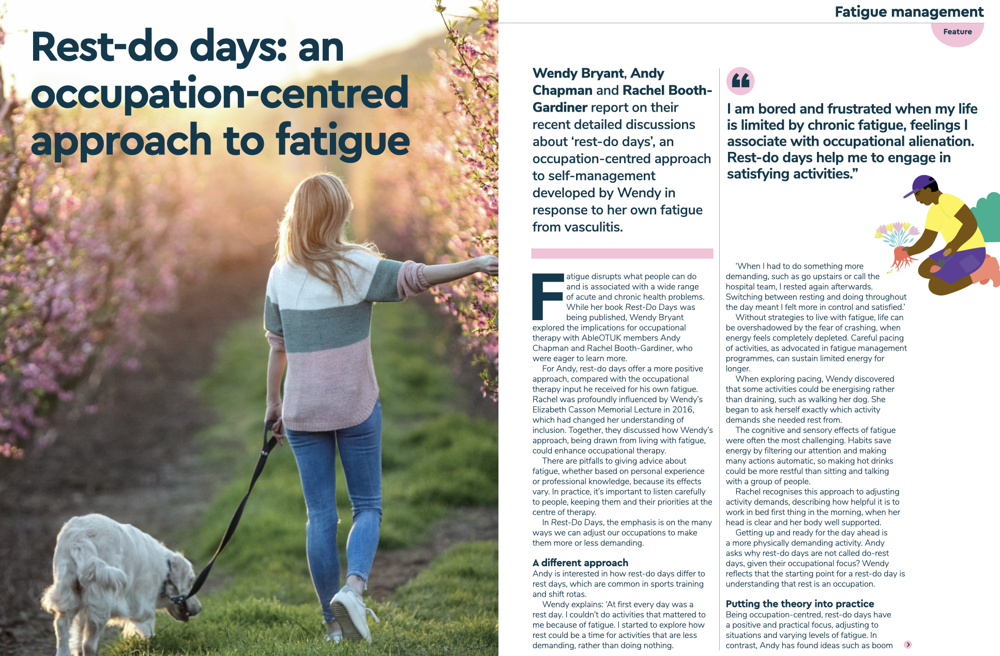 Rest-do days: an
occupation-centred
approach to fatigue
Fatigue management
Feature
Wendy Bryant, Andy
Chapman and Rachel Booth-
Gardiner report on their
recent detailed discussions
about ‘rest-do days’, an
occupation-centred approach
to self-management
developed by Wendy in
response to her own fatigue
from vasculitis.
Fatigue disrupts what people can do
and is associated with a wide range
of acute and chronic health problems.
While her book Rest-Do Days was
being published, Wendy Bryant
explored the implications for occupational
therapy with AbleOTUK members Andy
Chapman and Rachel Booth-Gardiner, who
were eager to learn more.
For Andy, rest-do days offer a more positive
approach, compared with the occupational
therapy input he received for his own fatigue.
Rachel was profoundly influenced by Wendy’s
Elizabeth Casson Memorial Lecture in 2016,
which had changed her understanding of
inclusion. Together, they discussed how Wendy’s
approach, being drawn from living with fatigue,
could enhance occupational therapy.
There are pitfalls to giving advice about
fatigue, whether based on personal experience
or professional knowledge, because its effects
vary. In practice, it’s important to listen carefully
to people, keeping them and their priorities at the
centre of therapy.
In Rest-Do Days, the emphasis is on the many
ways we can adjust our occupations to make
them more or less demanding.
A different approach
Andy is interested in how rest-do days differ to
rest days, which are common in sports training
and shift rotas.
Wendy explains: ‘At first every day was a
rest day. I couldn’t do activities that mattered to
me because of fatigue. I started to explore how
rest could be a time for activities that are less
demanding, rather than doing nothing.
“
I am bored and frustrated when my life
is limited by chronic fatigue, feelings I
associate with occupational alienation.
Rest-do days help me to engage in
satisfying activities.”
‘When I had to do something more
demanding, such as go upstairs or call the
hospital team, I rested again afterwards.
Switching between resting and doing throughout
the day meant I felt more in control and satisfied.’
Without strategies to live with fatigue, life can
be overshadowed by the fear of crashing, when
energy feels completely depleted. Careful pacing
of activities, as advocated in fatigue management
programmes, can sustain limited energy for
longer.
When exploring pacing, Wendy discovered
that some activities could be energising rather
than draining, such as walking her dog. She
began to ask herself exactly which activity
demands she needed rest from.
The cognitive and sensory effects of fatigue
were often the most challenging. Habits save
energy by filtering our attention and making
many actions automatic, so making hot drinks
could be more restful than sitting and talking
with a group of people.
Rachel recognises this approach to adjusting
activity demands, describing how helpful it is to
work in bed first thing in the morning, when her
head is clear and her body well supported.
Getting up and ready for the day ahead is
a more physically demanding activity. Andy
asks why rest-do days are not called do-rest
days, given their occupational focus? Wendy
reflects that the starting point for a rest-do day is
understanding that rest is an occupation.
Putting the theory into practice
Being occupation-centred, rest-do days have
a positive and practical focus, adjusting to
situations and varying levels of fatigue. In
contrast, Andy has found ideas such as boom